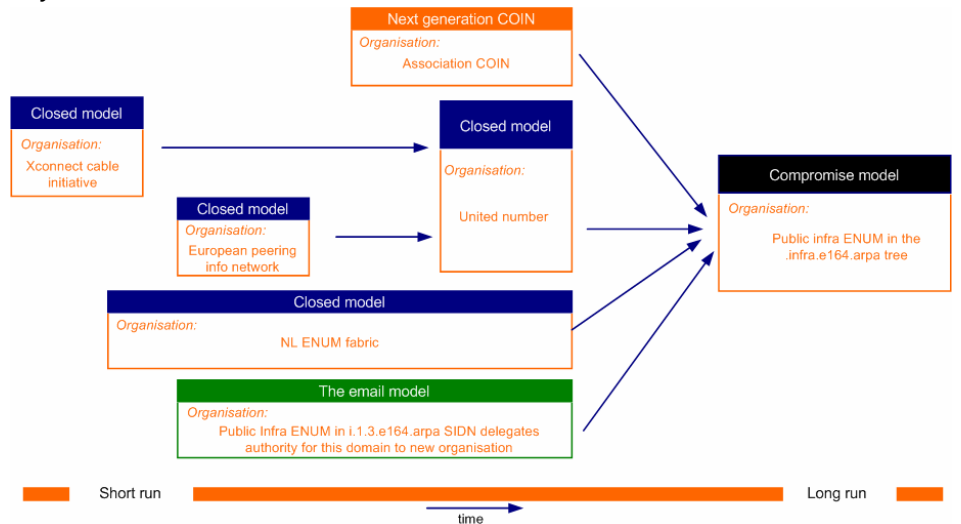 Next generation COIN
Organisation:
Association COIN
Closed model
Organisation:
Xconnect cable
initiative
Closed model
Organisation:
United number
Closed model
Organisation:
European peering
info network
Compromise model
Organisation:
Public infra ENUM in the
.infra.e164.arpa tree
Closed model
Organisation:
NL ENUM fabric
The email model
Organisation:
Public Infra ENUM in i.1.3.e164.arpa SIDN delegates
authority for this domain to new organisation
Short run
Long run
time